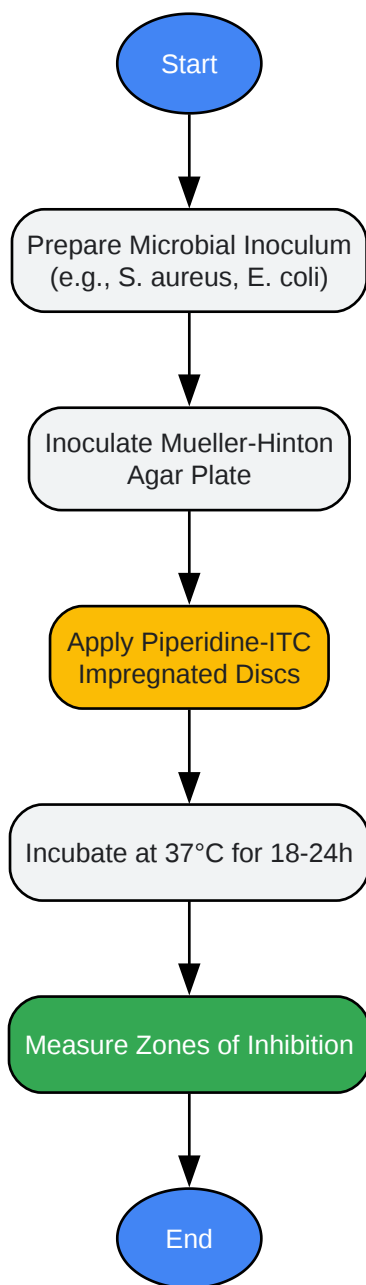 Start
Prepare Microbial Inoculum
(e.g., S. aureus, E. coli)
Inoculate Mueller-Hinton
Agar Plate
Apply Piperidine-ITC
Impregnated Discs
Incubate at 37°C for 18-24h
Measure Zones of Inhibition
End